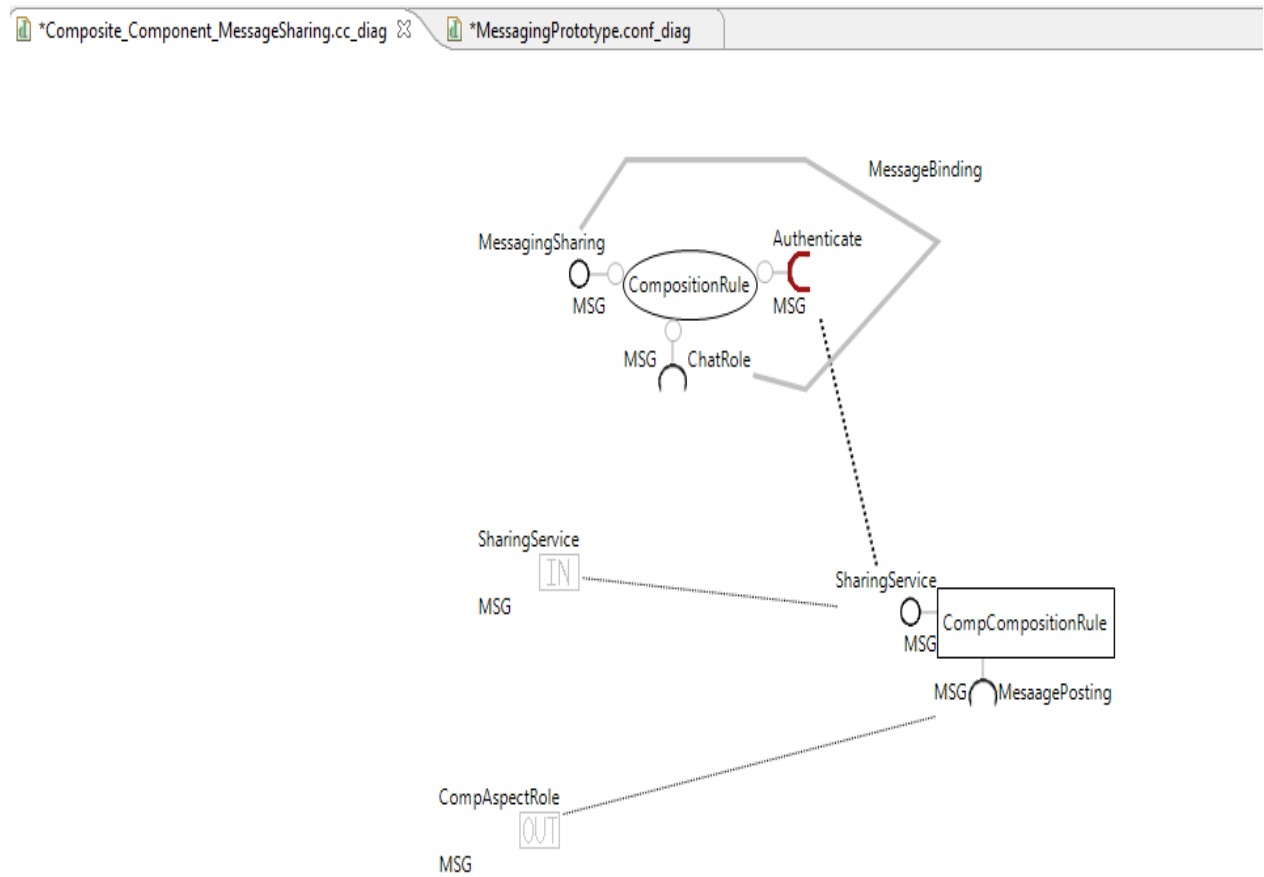 *Composite_Component_MessageSharing.cc_diag
*MessagingPrototype.conf_diag
MessageBinding
MessagingSharing
Authenticate
CompositionRule
MSG
MSG
MSG
ChatRole
SharingService
IN
MSG
SharingService
CompCompositionRule
MSG
MSG
MesaagePosting
CompAspectRole
OUT
MSG